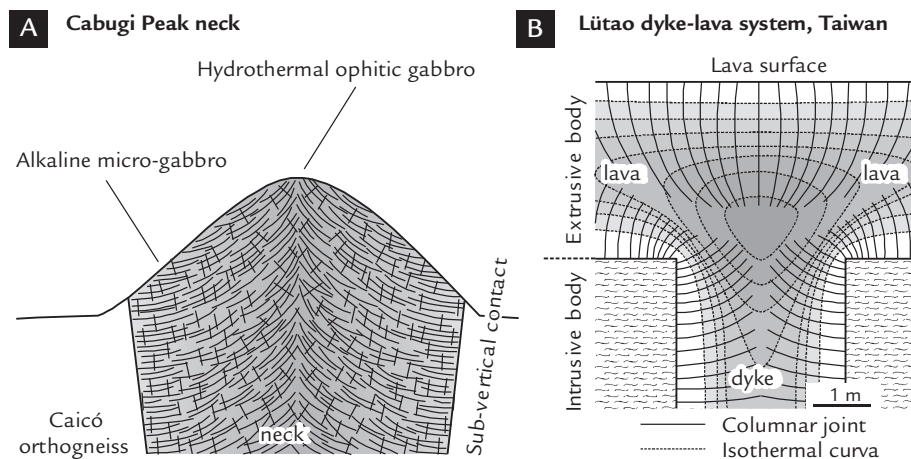 A Cabugi Peak neck
Hydrothermal ophitic gabbro
Alkaline micro-gabbro
Sub-vertical contact
Caicó
orthogneiss
neck
B Lütao dyke-lava system, Taiwan
Lava surface
Extrusive body
lava
lava
Intrusive body
dyke
1 m
Columnar joint
Isothermal curva